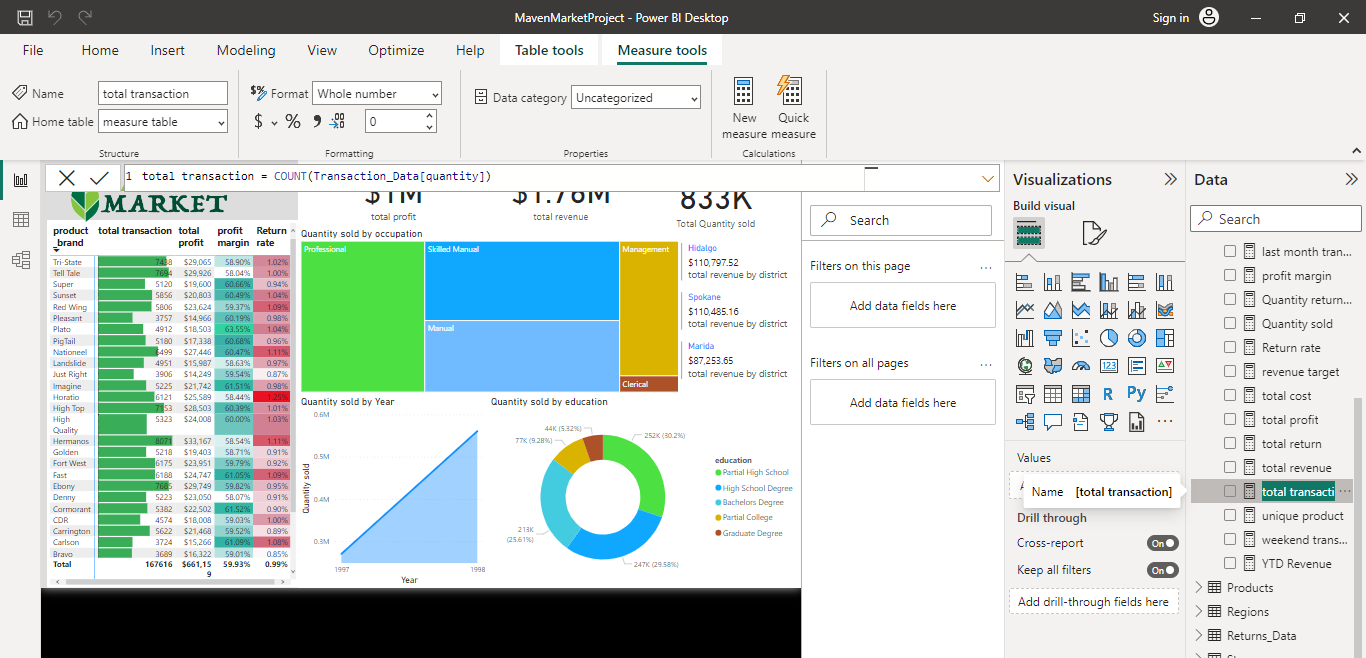 MavenMarketProject - Power BI Desktop
Sign in
File Home Insert Modeling View Optimize Help Table tools Measure tools
Name total transaction
Home table measure table
Structure
$% Format Whole number
$ % 0
Formatting
Data category Uncategorized
Properties
New measure
Quick measure
Calculations
1 total transaction = COUNT(Transaction_Data[quantity])
MARKET
$1M
total profit
$1.76M
total revenue
833K
Total Quantity sold
product_brand total transaction total profit profit margin Return rate
Tri-State 7438 $29,065 58.90% 1.02%
Tell Tale 7694 $29,926 58.04% 1.00%
Super 5120 $19,600 60.66% 0.94%
Sunset 5856 $20,803 60.49% 1.04%
Red Wing 5806 $23,624 59.37% 1.09%
Pleasant 3757 $14,966 60.19% 0.98%
Plato 4912 $18,503 63.55% 1.04%
PigTail 5180 $17,338 60.68% 0.96%
Nationeel 6499 $27,446 60.47% 1.11%
Landslide 4951 $15,987 58.63% 0.97%
Just Right 3906 $14,249 59.54% 0.87%
Imagine 5225 $21,742 61.51% 0.98%
Horatio 6121 $25,589 58.44% 1.25%
High Top 7153 $28,503 60.39% 1.01%
High Quality 5323 $24,008 60.00% 1.03%
Hermanos 8071 $33,167 58.54% 1.11%
Golden 5218 $19,403 58.71% 0.91%
Fort West 6175 $23,951 59.79% 0.92%
Fast 6188 $24,747 61.05% 1.09%
Ebony 7685 $29,749 59.82% 0.95%
Denny 5223 $23,050 58.07% 0.91%
Cormorant 5382 $22,502 61.52% 0.90%
CDR 4574 $18,008 59.03% 1.00%
Carrington 5622 $21,468 59.52% 0.89%
Carlson 3724 $15,266 61.09% 1.08%
Bravo 3689 $16,322 59.01% 0.85%
Total 167616 $661,159 59.93% 0.99%
Quantity sold by occupation
Professional
Skilled Manual
Manual
Management
Clerical
Hidalgo
$110,797.52
total revenue by district
Spokane
$110,485.16
total revenue by district
Marida
$87,253.65
total revenue by district
Quantity sold by Year
Quantity sold
0.6M
0.5M
0.4M
0.3M
1997 1998
Year
Quantity sold by education
44K (5.32%)
77K (9.28%)
252K (30.2%)
213K (25.61%)
247K (29.58%)
education
Partial High School
High School Degree
Bachelors Degree
Partial College
Graduate Degree
Search
Filters on this page ...
Add data fields here
Filters on all pages ...
Add data fields here
Visualizations
Build visual
123
R Py
...
Values
Name [total transaction]
Drill through
Cross-report On
Keep all filters On
Add drill-through fields here
Data
Search
last month tran...
profit margin
Quantity return...
Quantity sold
Return rate
revenue target
total cost
total profit
total return
total revenue
total transacti ...
unique product
weekend trans...
YTD Revenue
Products
Regions
Returns_Data